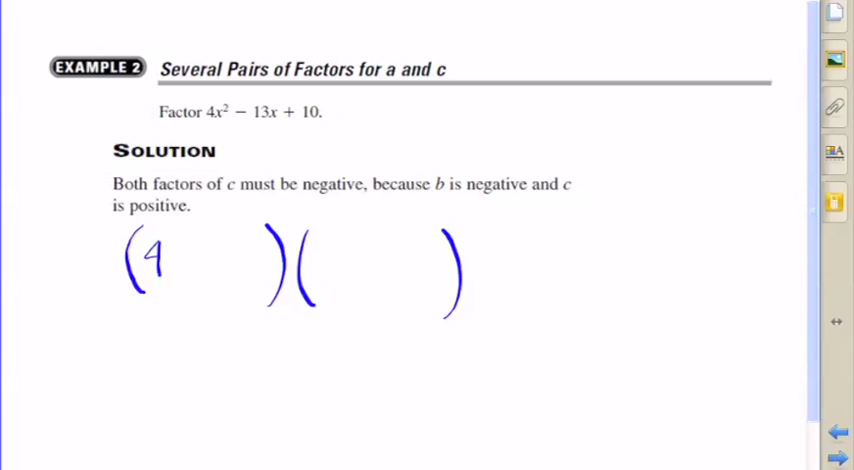 EXAMPLE 2 Several Pairs of Factors for a and c
Factor 4x² − 13x + 10.
SOLUTION
Both factors of c must be negative, because b is negative and c
is positive.
(4 )( )